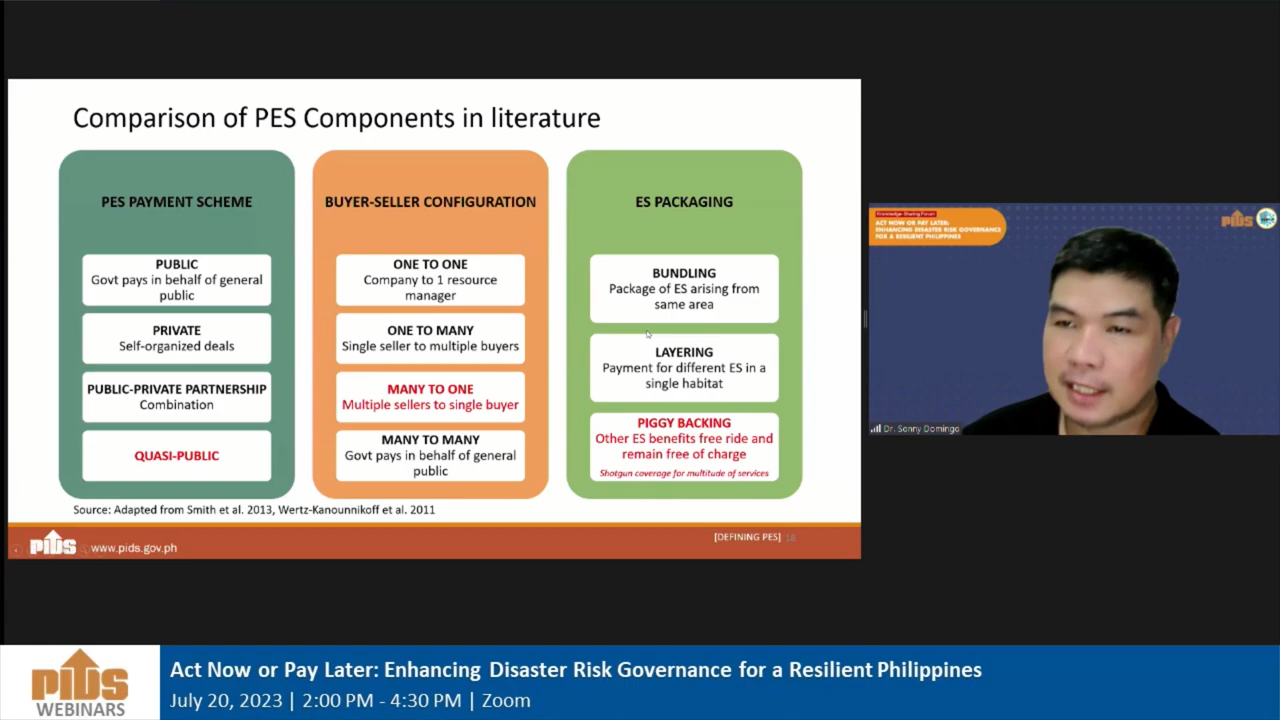 Comparison of PES Components in literature
PES PAYMENT SCHEME
PUBLIC
Govt pays in behalf of general
public
PRIVATE
Self-organized deals
PUBLIC-PRIVATE PARTNERSHIP
Combination
QUASI-PUBLIC
BUYER-SELLER CONFIGURATION
ONE TO ONE
Company to 1 resource
manager
ONE TO MANY
Single seller to multiple buyers
MANY TO ONE
Multiple sellers to single buyer
MANY TO MANY
Govt pays in behalf of general
public
ES PACKAGING
BUNDLING
Package of ES arising from
same area
LAYERING
Payment for different ES in a
single habitat
PIGGY BACKING
Other ES benefits free ride and
remain free of charge
Shotgun coverage for multitude of services
Source: Adapted from Smith et al. 2013, Wertz-Kanounnikoff et al. 2011
PIDS
www.pids.gov.ph
[DEFINING PES] 18
Knowledge-Sharing Forum
ACT NOW OR PAY LATER:
ENHANCING DISASTER RISK GOVERNANCE
FOR A RESILIENT PHILIPPINES
PIDS
Dr. Sonny Domingo
PIDS
WEBINARS
Act Now or Pay Later: Enhancing Disaster Risk Governance for a Resilient Philippines
July 20, 2023 | 2:00 PM - 4:30 PM | Zoom